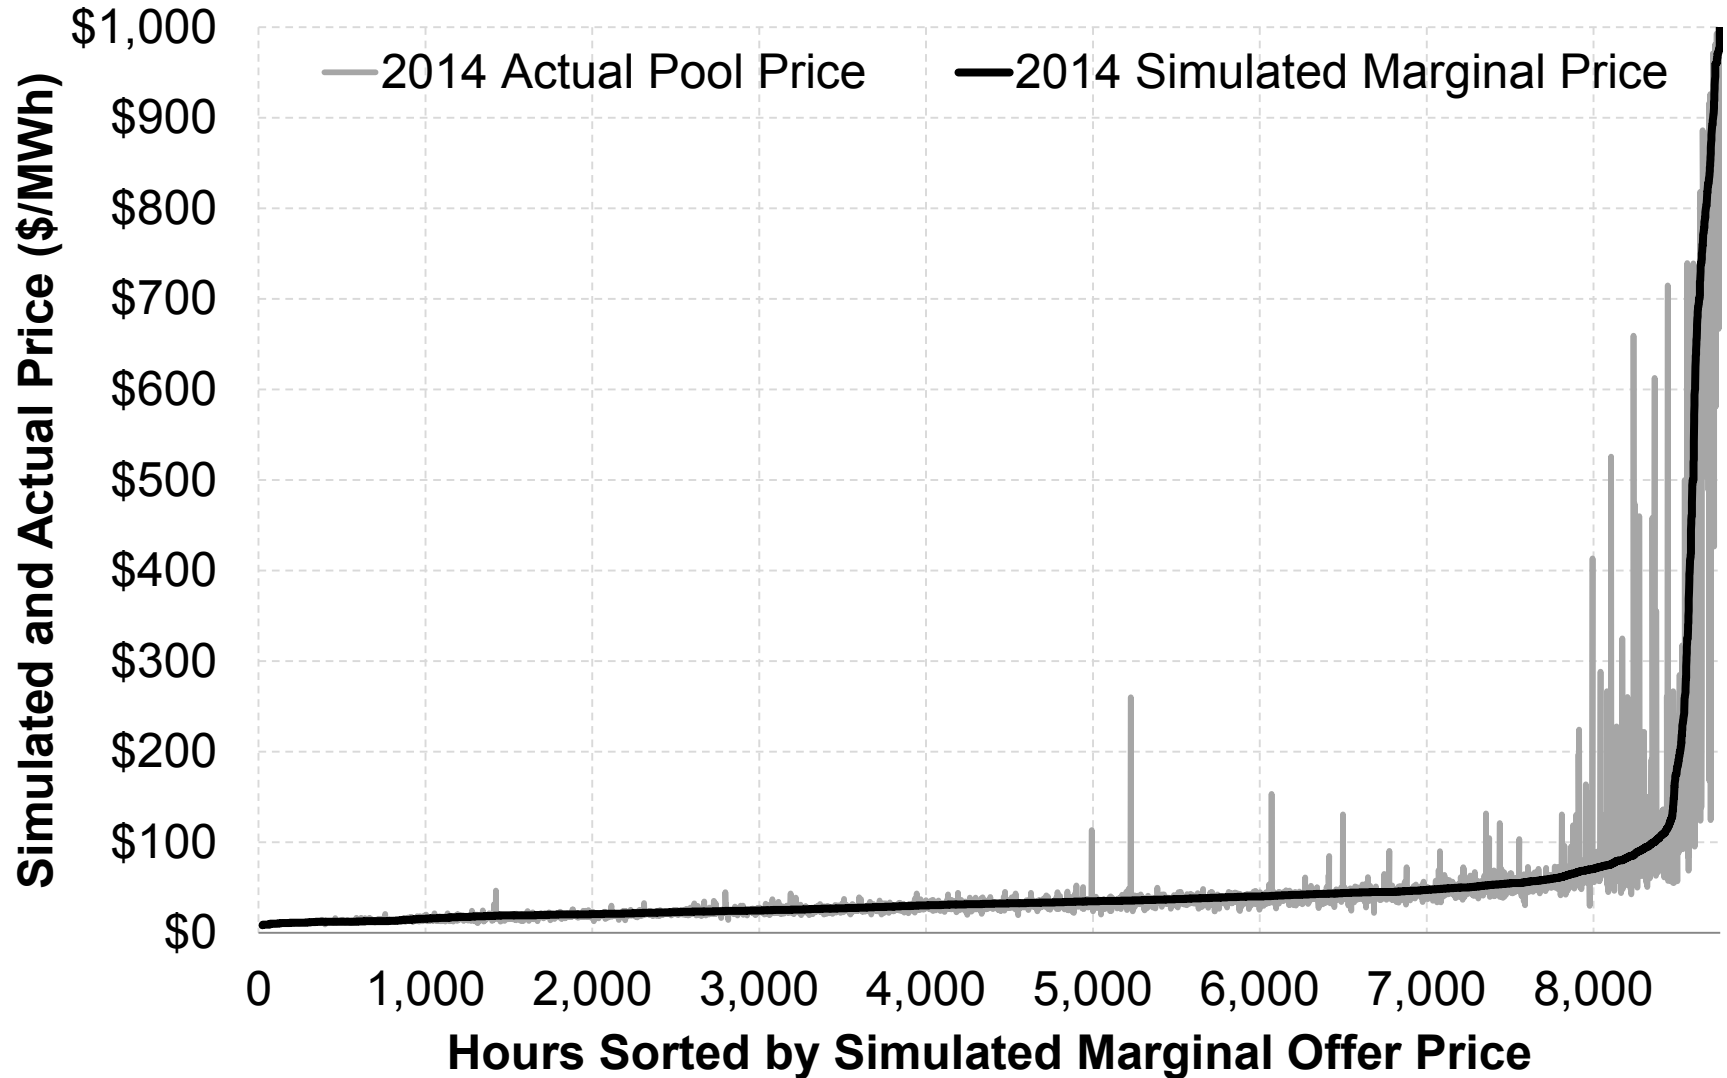 Simulated and Actual Price ($/MWh)
$1,000
$900
$800
$700
$600
$500
$400
$300
$200
$100
$0
2014 Actual Pool Price
2014 Simulated Marginal Price
0 1,000 2,000 3,000 4,000 5,000 6,000 7,000 8,000
Hours Sorted by Simulated Marginal Offer Price